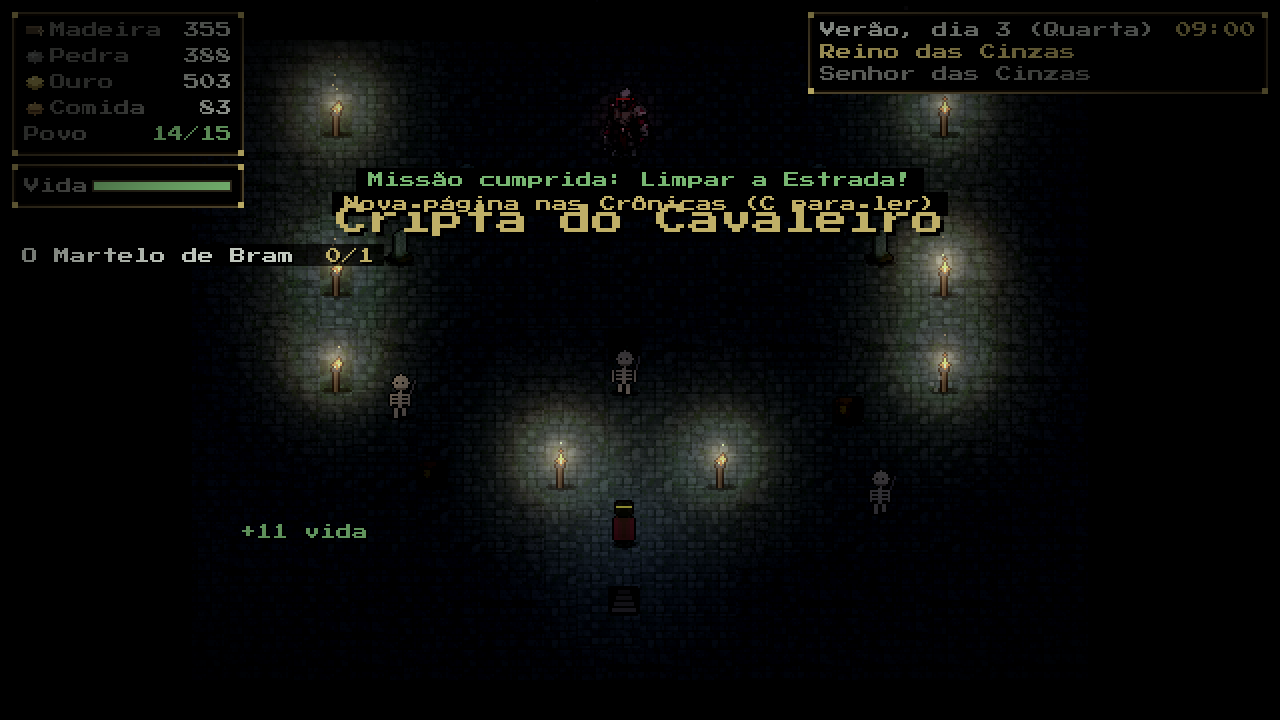 Madeira 355
Pedra 388
Ouro 503
Comida 83
Povo 14/15
Vida
Verão, dia 3 (Quarta) 09:00
Reino das Cinzas
Senhor das Cinzas
Missão cumprida: Limpar a Estrada!
Nova página nas Crônicas (C para ler)
Cripta do Cavaleiro
O Martelo de Bram 0/1
+11 vida